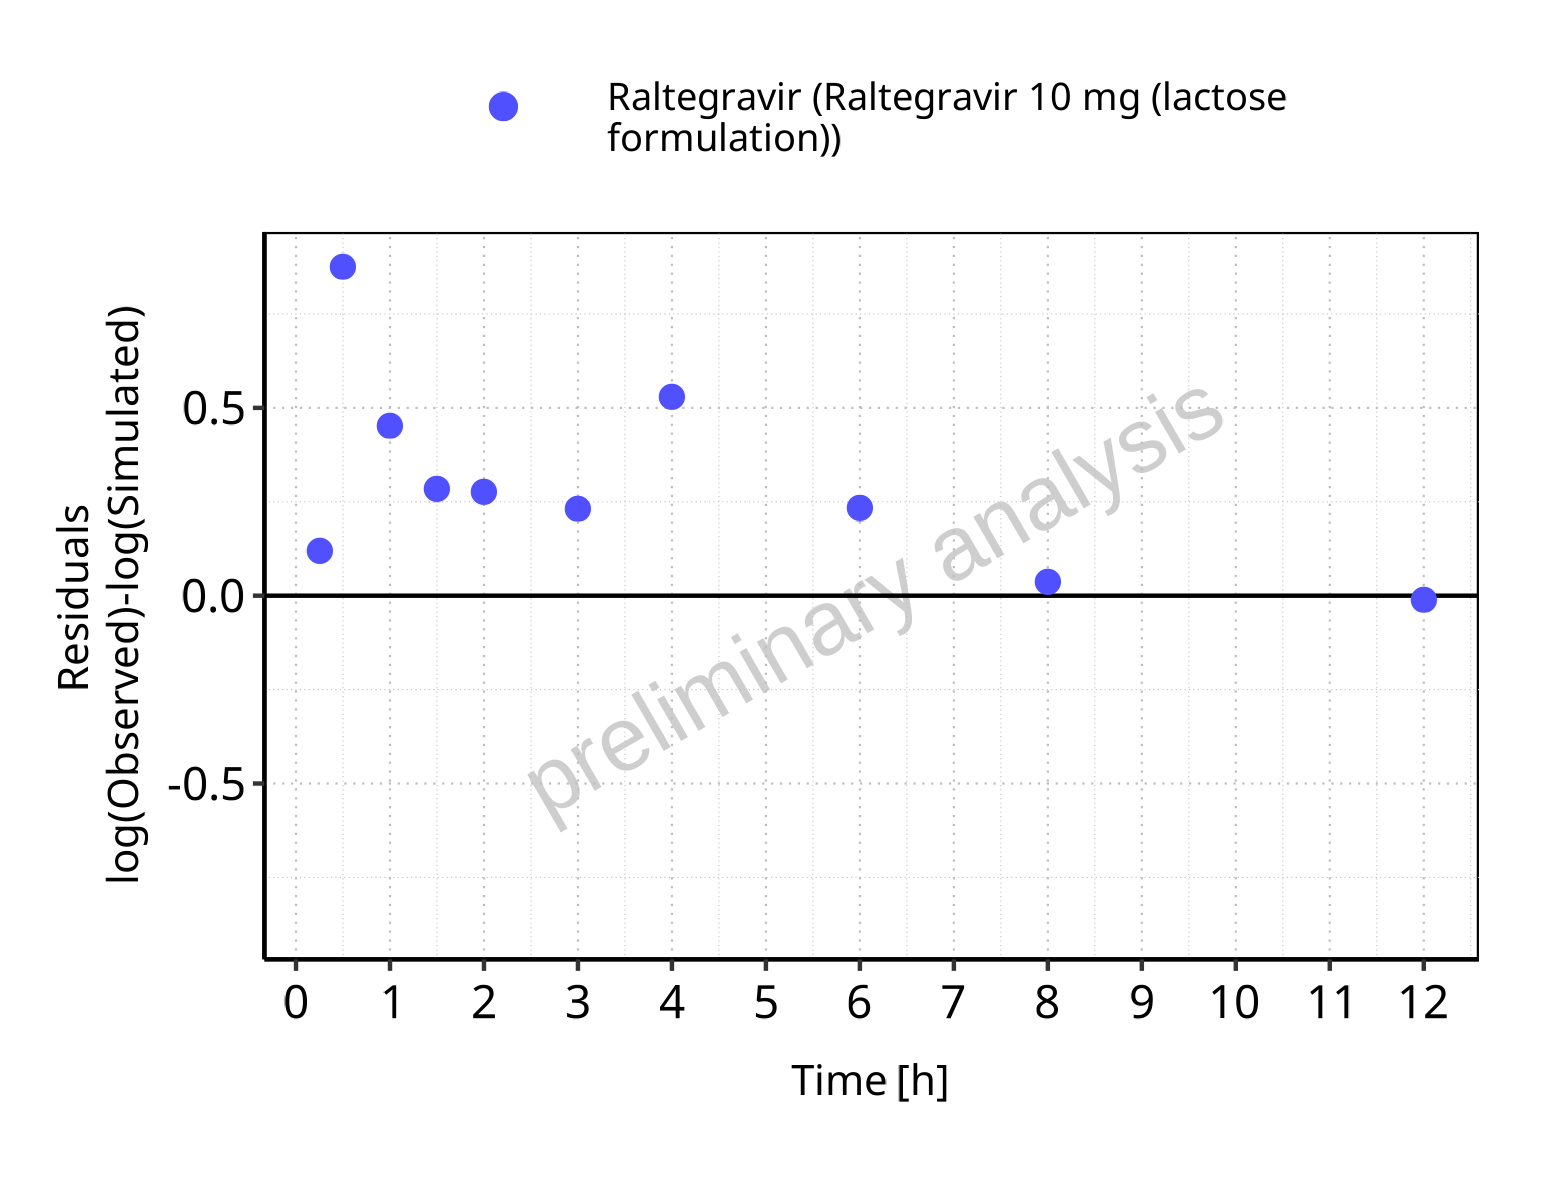 Raltegravir (Raltegravir 10 mg (lactose
formulation))
Residuals
log(Observed)-log(Simulated)
0.5
0.0
-0.5
preliminary analysis
0 1 2 3 4 5 6 7 8 9 10 11 12
Time [h]